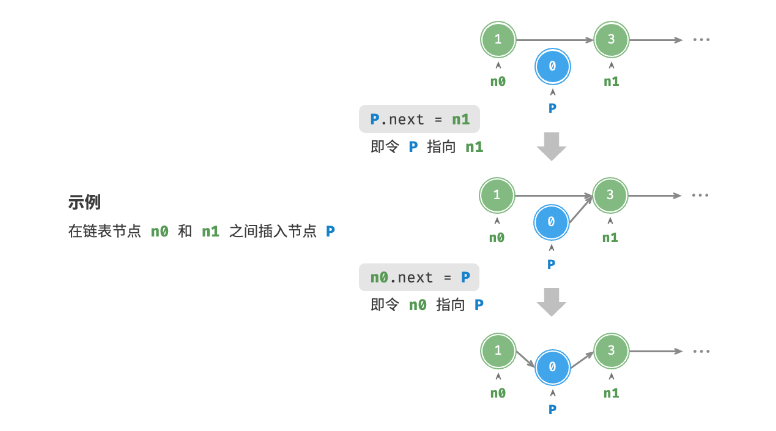 示例
在链表节点 n0 和 n1 之间插入节点 P
1 3 ...
0
n0 n1
P
P.next = n1
即令 P 指向 n1
1 3 ...
0
n0 n1
P
n0.next = P
即令 n0 指向 P
1 3 ...
0
n0 n1
P